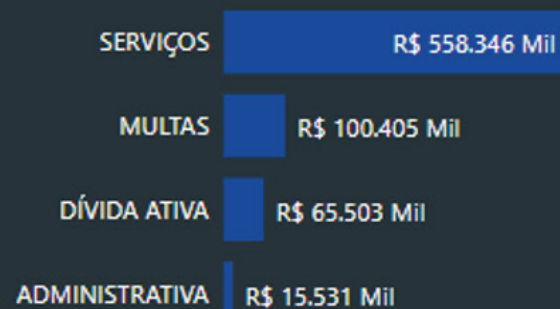 SERVIÇOS R$ 558.346 Mil
MULTAS R$ 100.405 Mil
DÍVIDA ATIVA R$ 65.503 Mil
ADMINISTRATIVA R$ 15.531 Mil